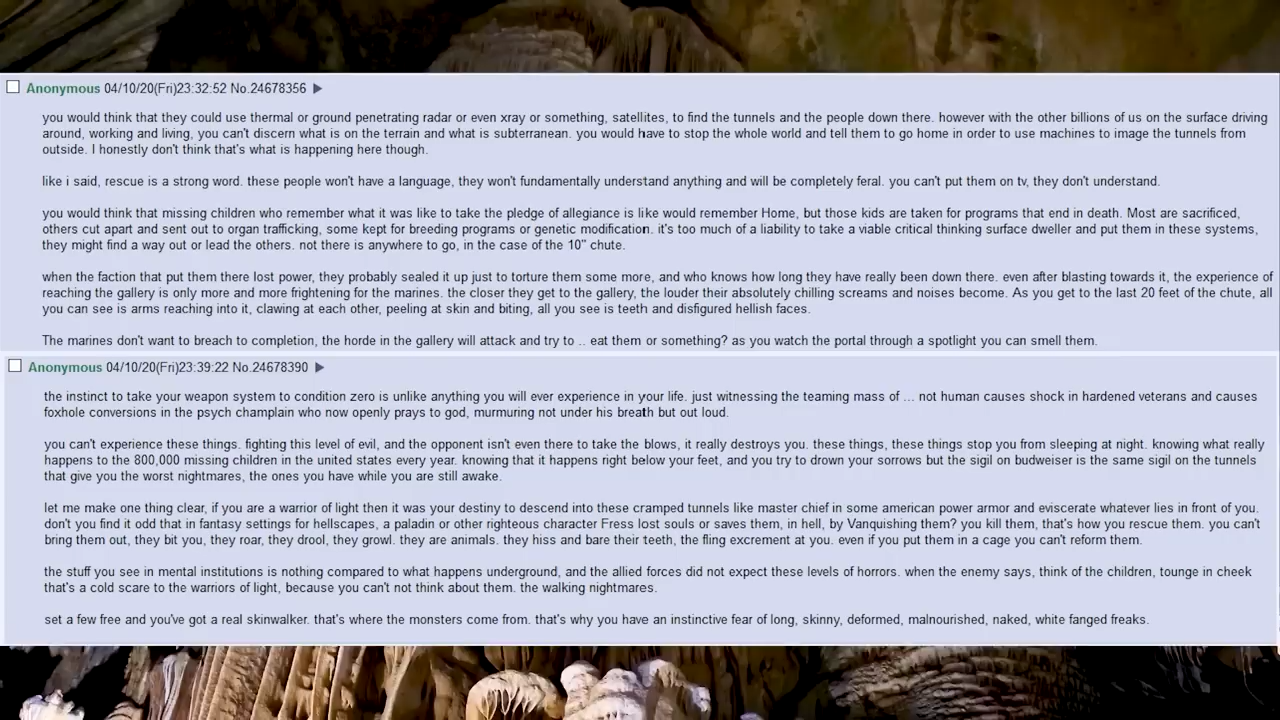 Anonymous 04/10/20(Fri)23:32:52 No.24678356
you would think that they could use thermal or ground penetrating radar or even xray or something, satellites, to find the tunnels and the people down there. however with the other billions of us on the surface driving
around, working and living, you can't discern what is on the terrain and what is subterranean. you would have to stop the whole world and tell them to go home in order to use machines to image the tunnels from
outside. I honestly don't think that's what is happening here though.
like i said, rescue is a strong word. these people won't have a language, they won't fundamentally understand anything and will be completely feral. you can't put them on tv, they don't understand.
you would think that missing children who remember what it was like to take the pledge of allegiance is like would remember Home, but those kids are taken for programs that end in death. Most are sacrificed,
others cut apart and sent out to organ trafficking, some kept for breeding programs or genetic modification. it's too much of a liability to take a viable critical thinking surface dweller and put them in these systems,
they might find a way out or lead the others. not there is anywhere to go, in the case of the 10" chute.
when the faction that put them there lost power, they probably sealed it up just to torture them some more, and who knows how long they have really been down there. even after blasting towards it, the experience of
reaching the gallery is only more and more frightening for the marines. the closer they get to the gallery, the louder their absolutely chilling screams and noises become. As you get to the last 20 feet of the chute, all
you can see is arms reaching into it, clawing at each other, peeling at skin and biting, all you see is teeth and disfigured hellish faces.
The marines don't want to breach to completion, the horde in the gallery will attack and try to .. eat them or something? as you watch the portal through a spotlight you can smell them.
Anonymous 04/10/20(Fri)23:39:22 No.24678390
the instinct to take your weapon system to condition zero is unlike anything you will ever experience in your life. just witnessing the teaming mass of ... not human causes shock in hardened veterans and causes
foxhole conversions in the psych champlain who now openly prays to god, murmuring not under his breath but out loud.
you can't experience these things. fighting this level of evil, and the opponent isn't even there to take the blows, it really destroys you. these things, these things stop you from sleeping at night. knowing what really
happens to the 800,000 missing children in the united states every year. knowing that it happens right below your feet, and you try to drown your sorrows but the sigil on budweiser is the same sigil on the tunnels
that give you the worst nightmares, the ones you have while you are still awake.
let me make one thing clear, if you are a warrior of light then it was your destiny to descend into these cramped tunnels like master chief in some american power armor and eviscerate whatever lies in front of you.
don't you find it odd that in fantasy settings for hellscapes, a paladin or other righteous character Fress lost souls or saves them, in hell, by Vanquishing them? you kill them, that's how you rescue them. you can't
bring them out, they bit you, they roar, they drool, they growl. they are animals. they hiss and bare their teeth, the fling excrement at you. even if you put them in a cage you can't reform them.
the stuff you see in mental institutions is nothing compared to what happens underground, and the allied forces did not expect these levels of horrors. when the enemy says, think of the children, tounge in cheek
that's a cold scare to the warriors of light, because you can't not think about them. the walking nightmares.
set a few free and you've got a real skinwalker. that's where the monsters come from. that's why you have an instinctive fear of long, skinny, deformed, malnourished, naked, white fanged freaks.